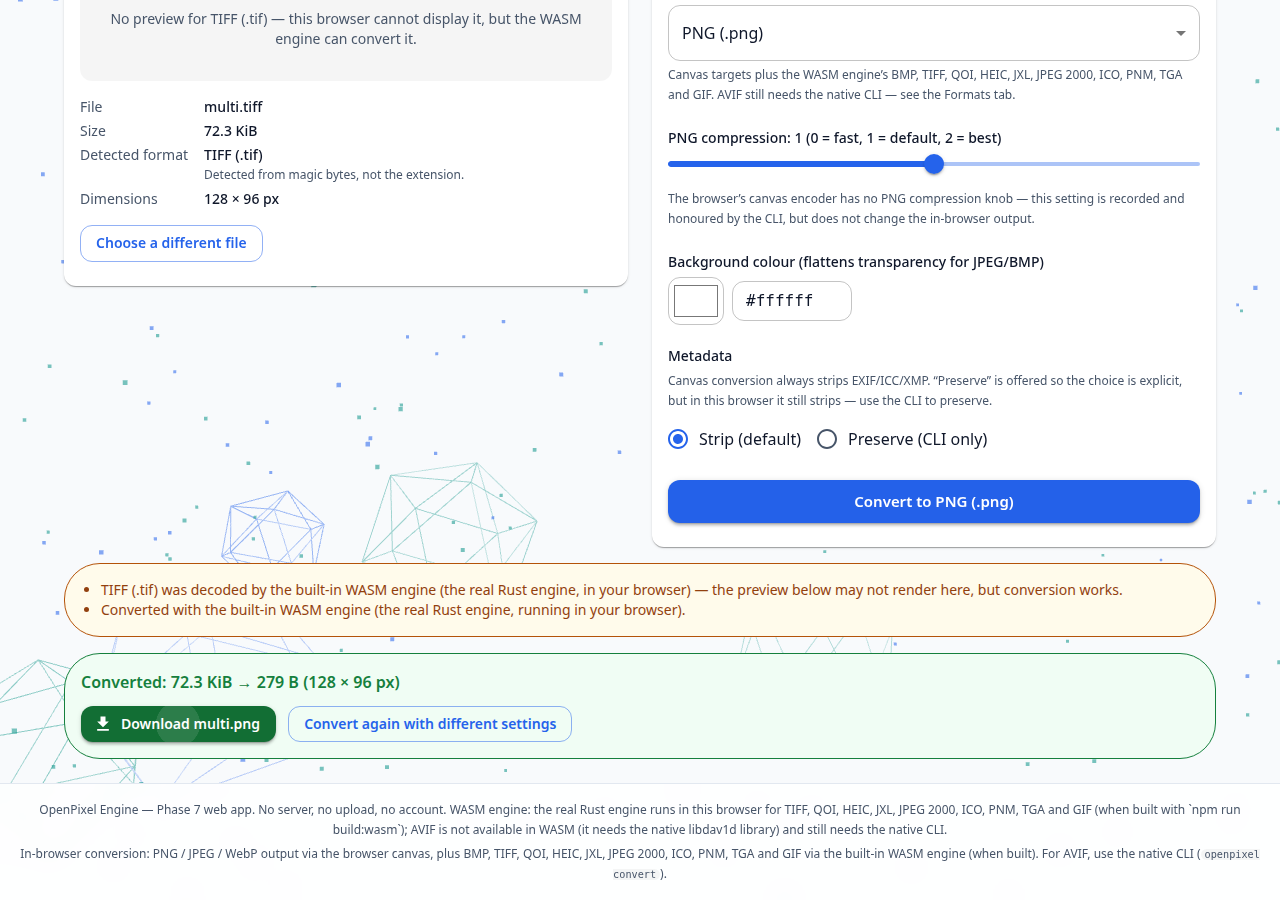 No preview for TIFF (.tif) — this browser cannot display it, but the WASM
engine can convert it.
File multi.tiff
Size 72.3 KiB
Detected format TIFF (.tif)
Detected from magic bytes, not the extension.
Dimensions 128 × 96 px
Choose a different file
PNG (.png)
Canvas targets plus the WASM engine’s BMP, TIFF, QOI, HEIC, JXL, JPEG 2000, ICO, PNM, TGA
and GIF. AVIF still needs the native CLI — see the Formats tab.
PNG compression: 1 (0 = fast, 1 = default, 2 = best)
The browser’s canvas encoder has no PNG compression knob — this setting is recorded and
honoured by the CLI, but does not change the in-browser output.
Background colour (flattens transparency for JPEG/BMP)
#ffffff
Metadata
Canvas conversion always strips EXIF/ICC/XMP. “Preserve” is offered so the choice is explicit,
but in this browser it still strips — use the CLI to preserve.
Strip (default) Preserve (CLI only)
Convert to PNG (.png)
• TIFF (.tif) was decoded by the built-in WASM engine (the real Rust engine, in your browser) — the preview below may not render here, but conversion works.
• Converted with the built-in WASM engine (the real Rust engine, running in your browser).
Converted: 72.3 KiB → 279 B (128 × 96 px)
Download multi.png Convert again with different settings
OpenPixel Engine — Phase 7 web app. No server, no upload, no account. WASM engine: the real Rust engine runs in this browser for TIFF, QOI, HEIC, JXL, JPEG 2000, ICO, PNM, TGA and GIF (when built with `npm run
build:wasm`); AVIF is not available in WASM (it needs the native libdav1d library) and still needs the native CLI.
In-browser conversion: PNG / JPEG / WebP output via the browser canvas, plus BMP, TIFF, QOI, HEIC, JXL, JPEG 2000, ICO, PNM, TGA and GIF via the built-in WASM engine (when built). For AVIF, use the native CLI ( openpixel
convert ).